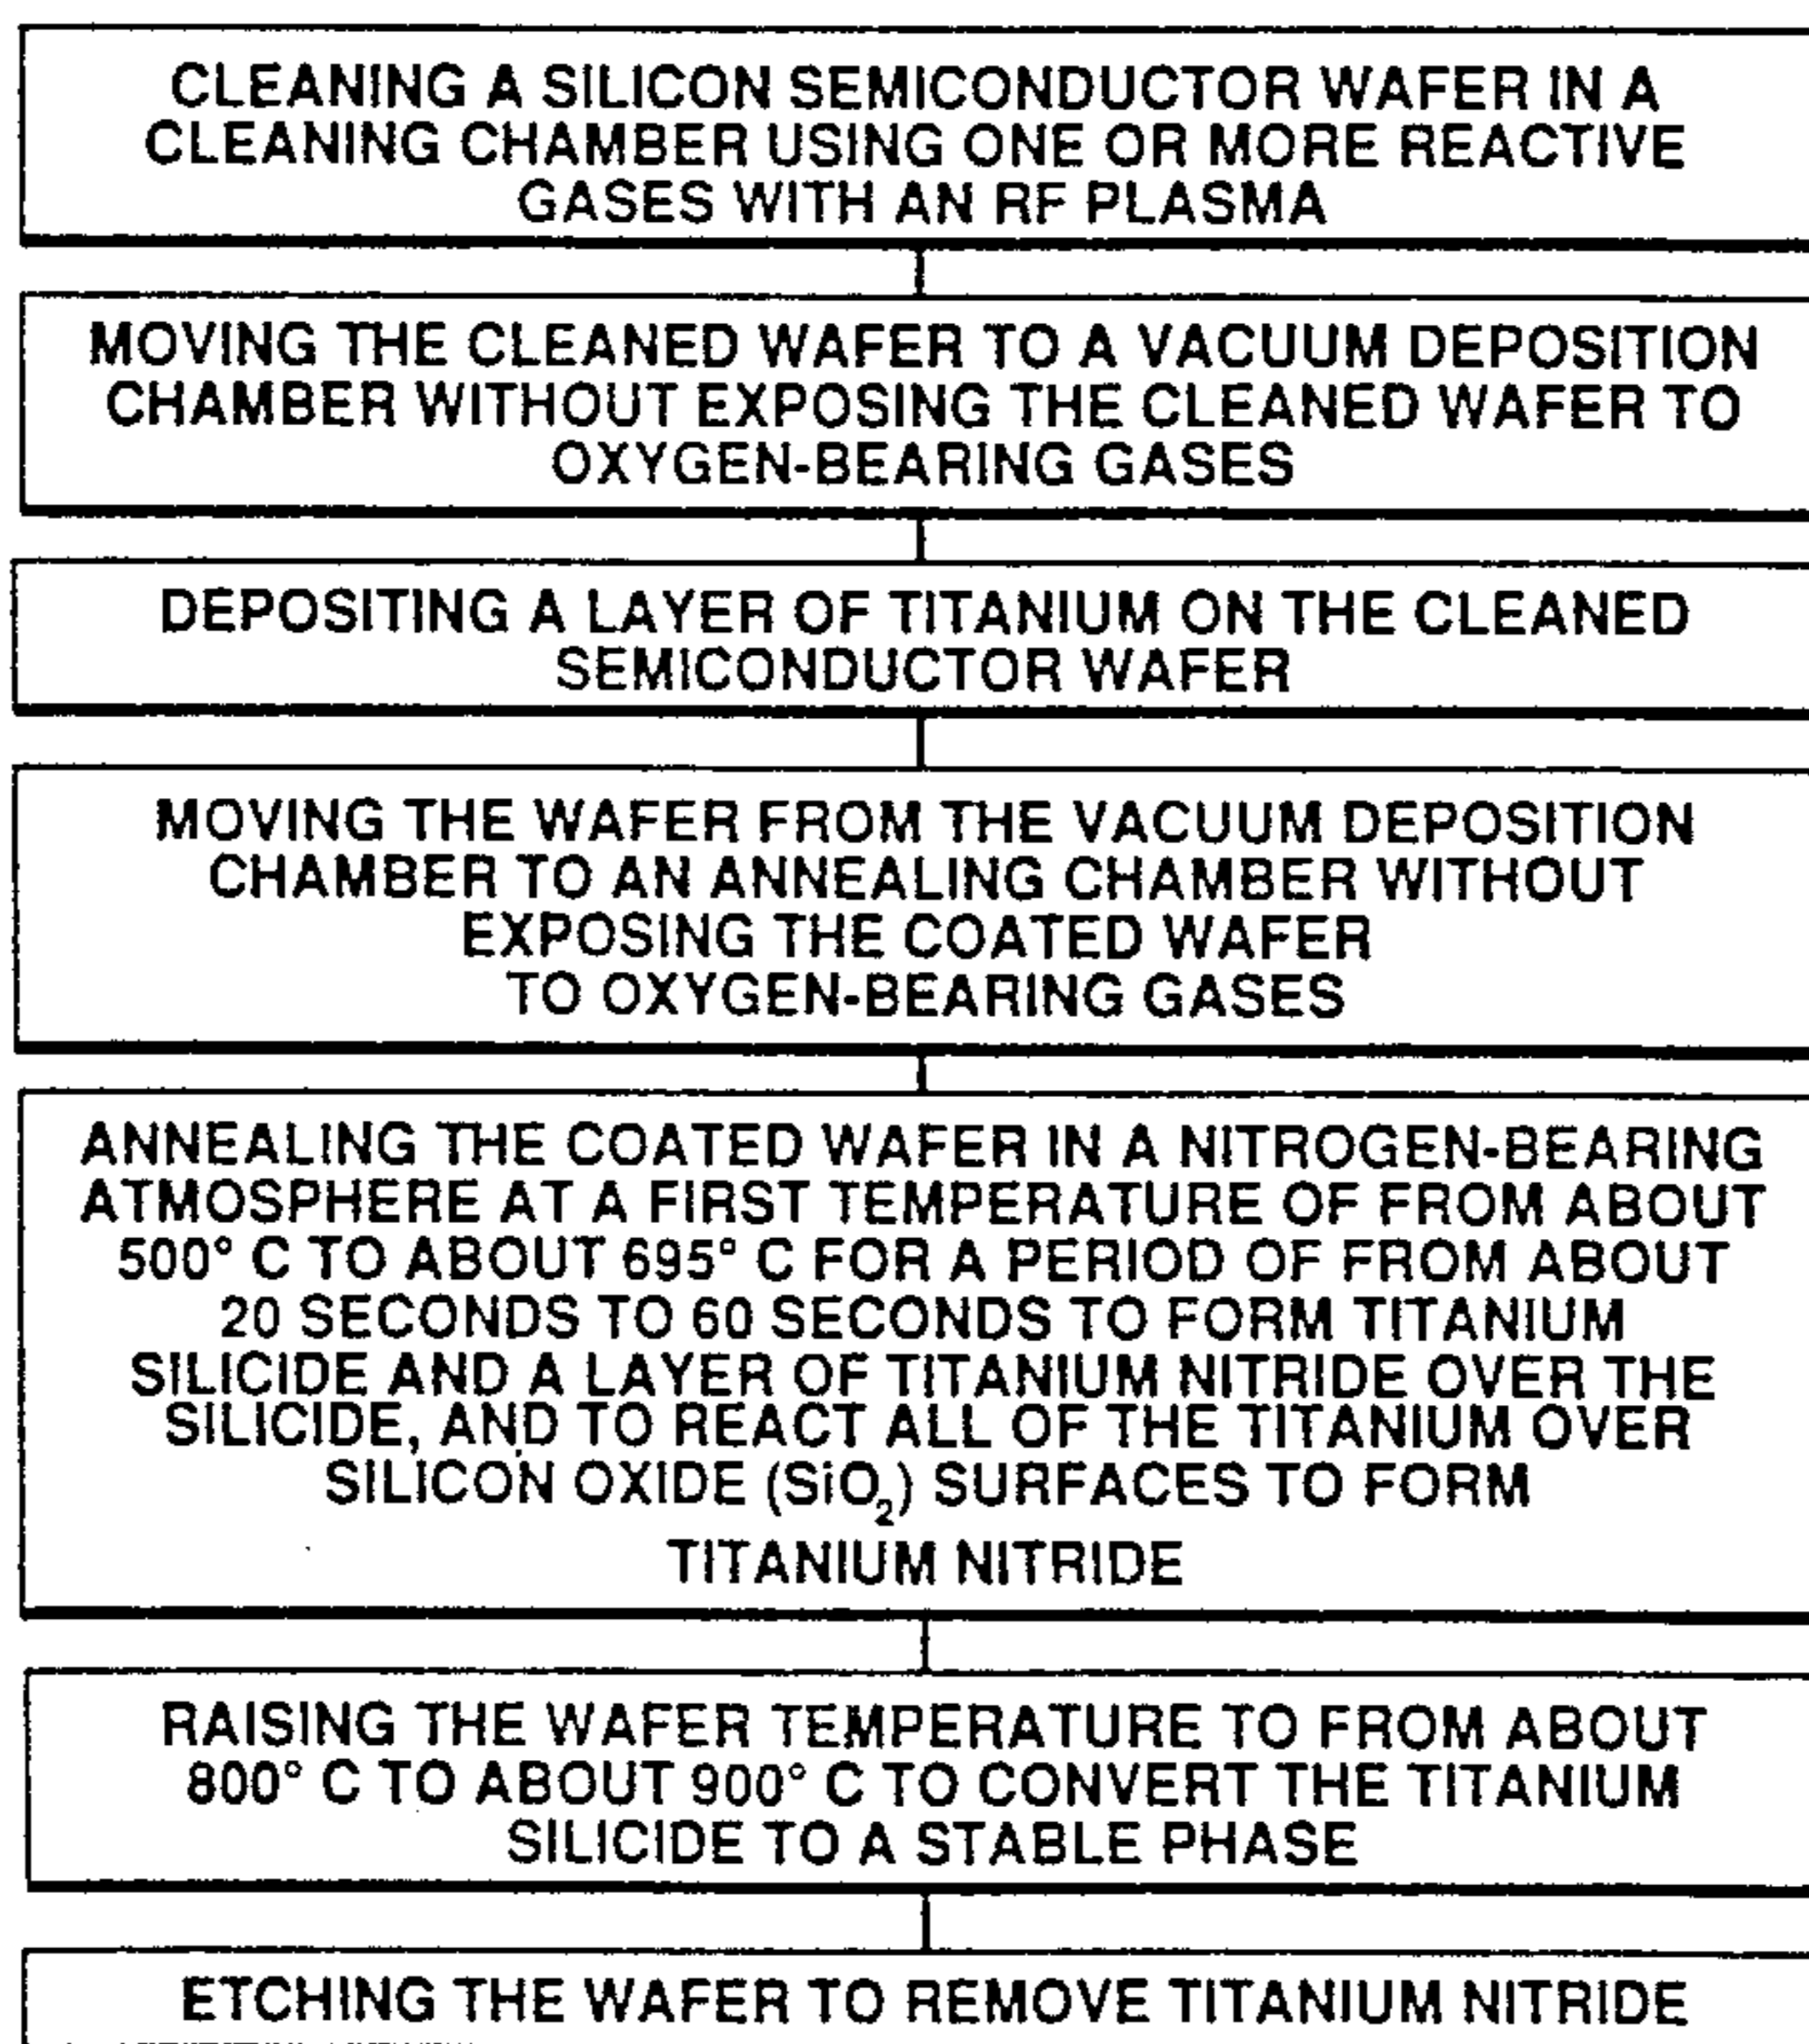 CLEANING A SILICON SEMICONDUCTOR WAFER IN A
CLEANING CHAMBER USING ONE OR MORE REACTIVE
GASES WITH AN RF PLASMA
MOVING THE CLEANED WAFER TO A VACUUM DEPOSITION
CHAMBER WITHOUT EXPOSING THE CLEANED WAFER TO
OXYGEN-BEARING GASES
DEPOSITING A LAYER OF TITANIUM ON THE CLEANED
SEMICONDUCTOR WAFER
MOVING THE WAFER FROM THE VACUUM DEPOSITION
CHAMBER TO AN ANNEALING CHAMBER WITHOUT
EXPOSING THE COATED WAFER
TO OXYGEN-BEARING GASES
ANNEALING THE COATED WAFER IN A NITROGEN-BEARING
ATMOSPHERE AT A FIRST TEMPERATURE OF FROM ABOUT
500° C TO ABOUT 695° C FOR A PERIOD OF FROM ABOUT
20 SECONDS TO 60 SECONDS TO FORM TITANIUM
SILICIDE AND A LAYER OF TITANIUM NITRIDE OVER THE
SILICIDE, AND TO REACT ALL OF THE TITANIUM OVER
SILICON OXIDE (SiO₂) SURFACES TO FORM
TITANIUM NITRIDE
RAISING THE WAFER TEMPERATURE TO FROM ABOUT
800° C TO ABOUT 900° C TO CONVERT THE TITANIUM
SILICIDE TO A STABLE PHASE
ETCHING THE WAFER TO REMOVE TITANIUM NITRIDE